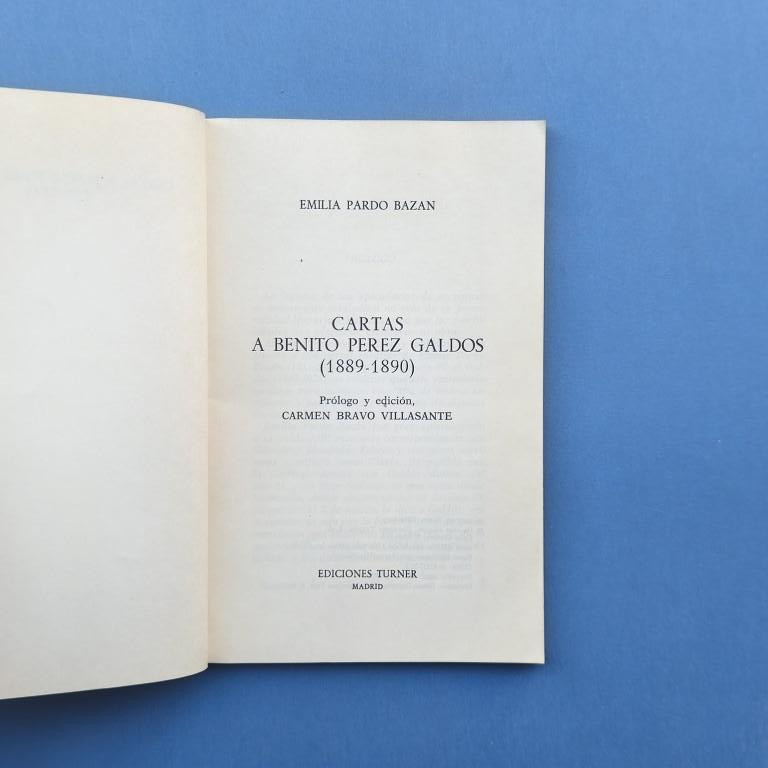 EMILIA PARDO BAZAN
CARTAS
A BENITO PEREZ GALDOS
(1889-1890)
Prólogo y edición,
CARMEN BRAVO VILLASANTE
EDICIONES TURNER
MADRID